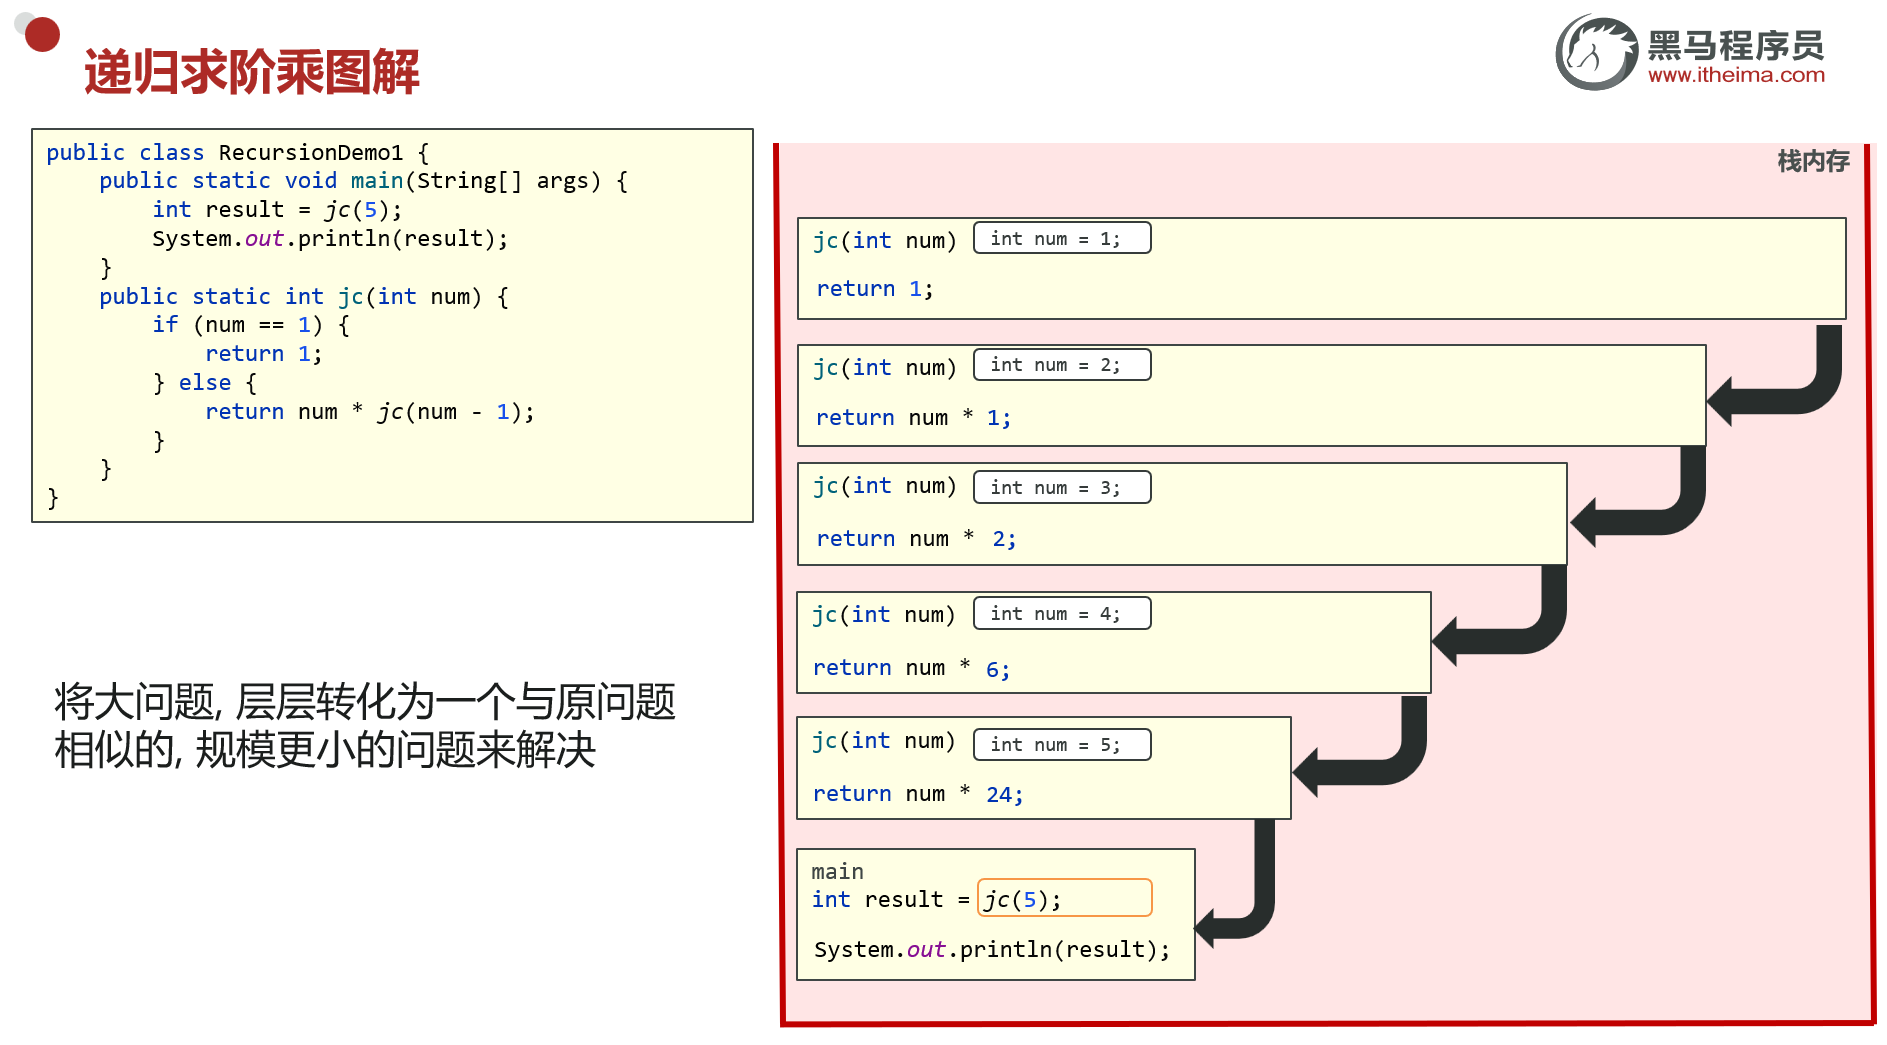 递归求阶乘图解
黑马程序员
www.itheima.com
public class RecursionDemo1 {
    public static void main(String[] args) {
        int result = jc(5);
        System.out.println(result);
    }
    public static int jc(int num) {
        if (num == 1) {
            return 1;
        } else {
            return num * jc(num - 1);
        }
    }
}
将大问题, 层层转化为一个与原问题
相似的, 规模更小的问题来解决
栈内存
jc(int num) int num = 1;
return 1;
jc(int num) int num = 2;
return num * 1;
jc(int num) int num = 3;
return num * 2;
jc(int num) int num = 4;
return num * 6;
jc(int num) int num = 5;
return num * 24;
main
int result = jc(5);
System.out.println(result);